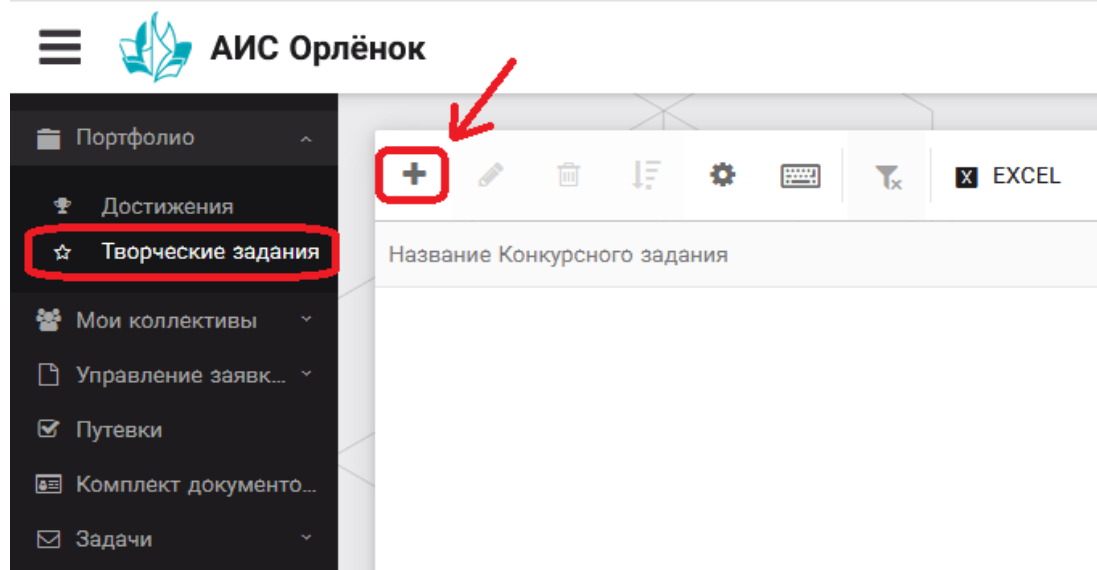 АИС Орлёнок
Портфолио
Достижения
Творческие задания
Мои коллективы
Управление заявк...
Путевки
Комплект документо...
Задачи
X EXCEL
Название Конкурсного задания